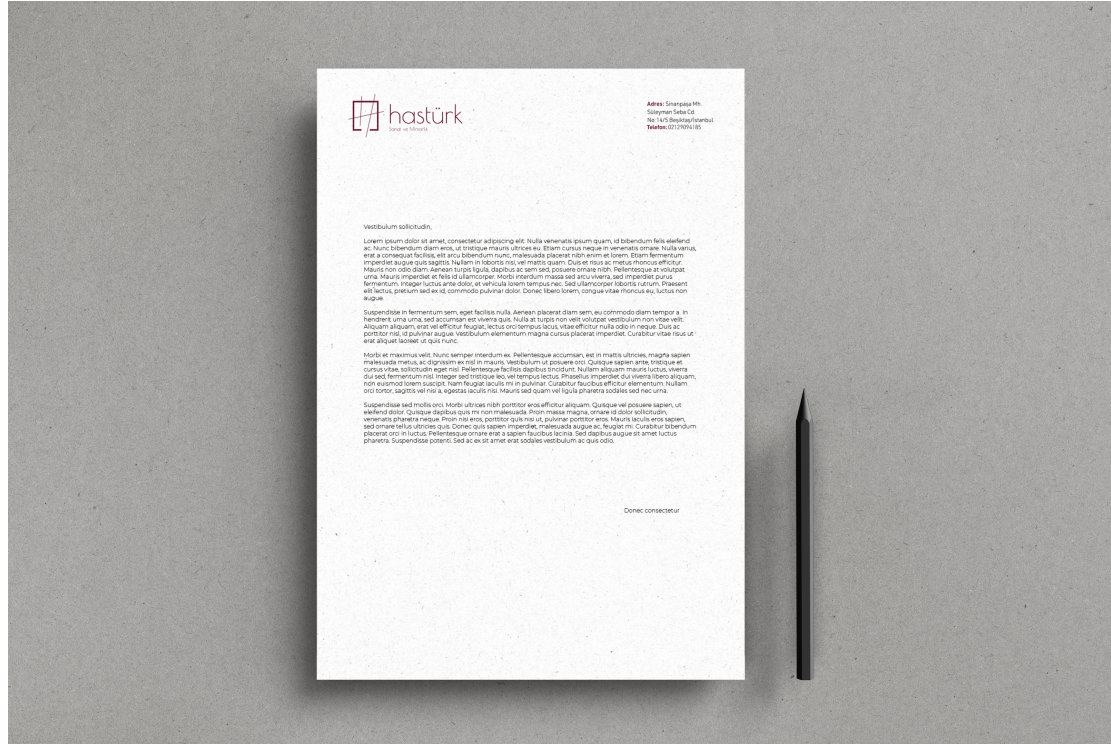 hastürk
Sanat ve Mimarlık
Adres: Sinanpaşa Mh.
Süleyman Seba Cd.
No:14/5 Beşiktaş/İstanbul
Telefon: 02129094185
Vestibulum sollicitudin,
Lorem ipsum dolor sit amet, consectetur adipiscing elit. Nulla venenatis ipsum quam, id bibendum felis eleifend
ac. Nunc bibendum diam eros, ut tristique mauris ultrices eu. Etiam cursus neque in venenatis ornare. Nulla varius,
erat a consequat facilisis, elit arcu bibendum nunc, malesuada placerat nibh enim et lorem. Etiam fermentum
imperdiet augue quis sagittis. Nullam in lobortis nisi, vel mattis quam. Duis et risus ac metus rhoncus efficitur.
Mauris non odio diam. Aenean turpis ligula, dapibus ac sem sed, posuere ornare nibh. Pellentesque at volutpat
urna. Mauris imperdiet et felis id ullamcorper. Morbi interdum massa sed arcu viverra, sed imperdiet purus
fermentum. Integer luctus ante dolor, et vehicula lorem tempus nec. Sed ullamcorper lobortis rutrum. Praesent
elit lectus, pretium sed ex id, commodo pulvinar dolor. Donec libero lorem, congue vitae rhoncus eu, luctus non
augue.
Suspendisse in fermentum sem, eget facilisis nulla. Aenean placerat diam sem, eu commodo diam tempor a. In
hendrerit urna urna, sed accumsan est viverra quis. Nulla at turpis non velit volutpat vestibulum non vitae velit.
Aliquam aliquam, erat vel efficitur feugiat, lectus orci tempus lacus, vitae efficitur nulla odio in neque. Duis ac
porttitor nisl, id pulvinar augue. Vestibulum elementum magna cursus placerat imperdiet. Curabitur vitae risus ut
erat aliquet laoreet ut quis nunc.
Morbi et maximus velit. Nunc semper interdum ex. Pellentesque accumsan, est in mattis ultricies, magna sapien
malesuada metus, ac dignissim ex nisl in mauris. Vestibulum ut posuere orci. Quisque sapien ante, tristique et
cursus vitae, sollicitudin eget nisl. Pellentesque facilisis dapibus tincidunt. Nullam aliquam mauris luctus, viverra
dui sed, fermentum nisl. Integer sed tristique leo, vel tempus lectus. Phasellus imperdiet dui viverra libero aliquam,
non euismod lorem suscipit. Nam feugiat iaculis mi in pulvinar. Curabitur faucibus efficitur elementum. Nullam
orci tortor, sagittis vel nisi a, egestas iaculis nisi. Mauris sed quam vel ligula pharetra sodales sed nec urna.
Suspendisse sed mollis orci. Morbi ultrices nibh porttitor eros efficitur aliquam. Quisque vel posuere sapien, ut
eleifend dolor. Quisque dapibus quis mi non malesuada. Proin massa magna, ornare id dolor sollicitudin,
venenatis pharetra neque. Proin nisi eros, porttitor quis nisi ut, pulvinar porttitor eros. Mauris iaculis eros sapien,
sed ornare tellus ultricies quis. Donec quis sapien imperdiet, malesuada augue ac, feugiat mi. Curabitur bibendum
placerat orci in luctus. Pellentesque ornare erat a sapien faucibus lacinia. Sed dapibus augue sit amet luctus
pharetra. Suspendisse potenti. Sed ac ex sit amet erat sodales vestibulum ac quis odio.
Donec consectetur